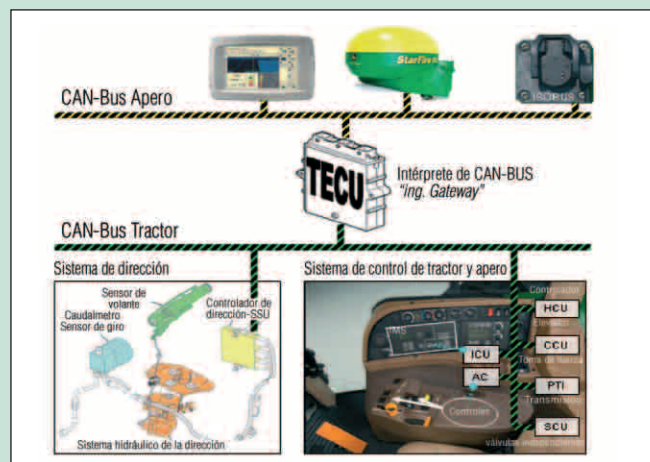 StarFire
ISOBUS
CAN-Bus Apero
TECU
Intérprete de CAN-BUS
"ing. Gateway"
CAN-Bus Tractor
Sistema de dirección
Sensor de
volante
Caudalmetro
Sensor de giro
Controlador de
dirección-SSU
Sistema hidráulico de la dirección
Sistema de control de tractor y apero
Controlador
HCU
Elevador
CCU
Toma de fuerza
PTI
Transmisión
SCU
válvulas independientes
ICU
AC
Controles